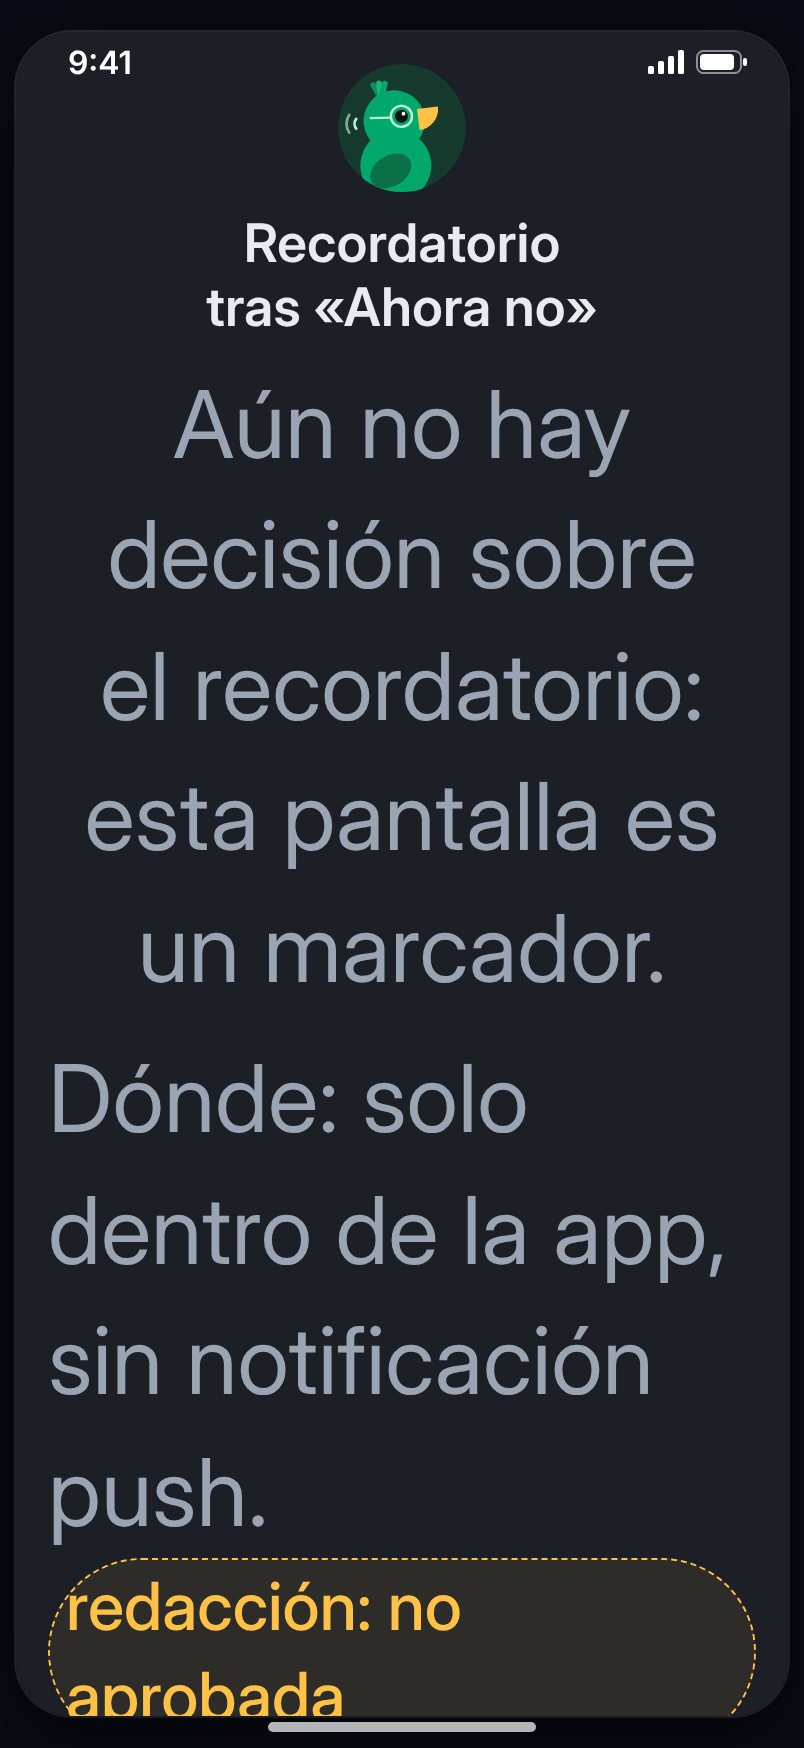 9:41
Recordatorio
tras «Ahora no»
Aún no hay
decisión sobre
el recordatorio:
esta pantalla es
un marcador.
Dónde: solo
dentro de la app,
sin notificación
push.
redacción: no
aprobada